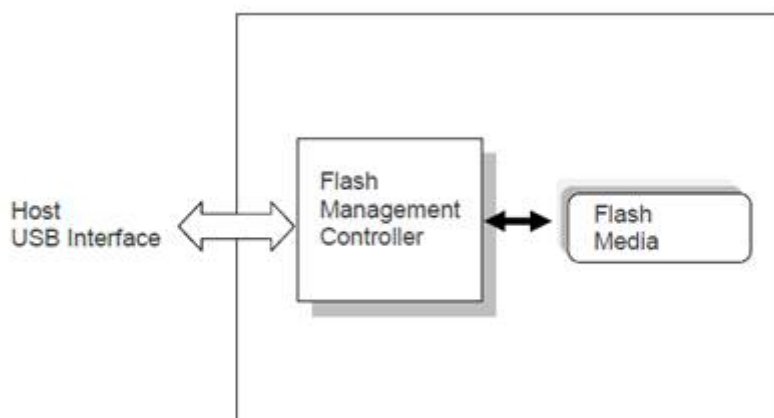 Host
USB Interface
Flash
Management
Controller
Flash
Media